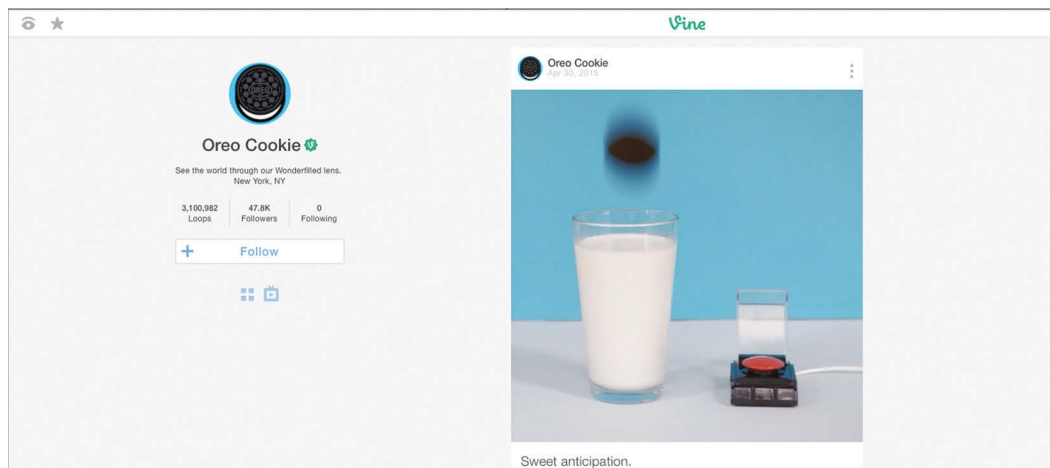 Vine
OREO
Oreo Cookie
See the world through our Wonderfilled lens.
New York, NY
3,100,982
Loops
47.8K
Followers
0
Following
+ Follow
Oreo Cookie
Apr 30, 2015
Sweet anticipation.